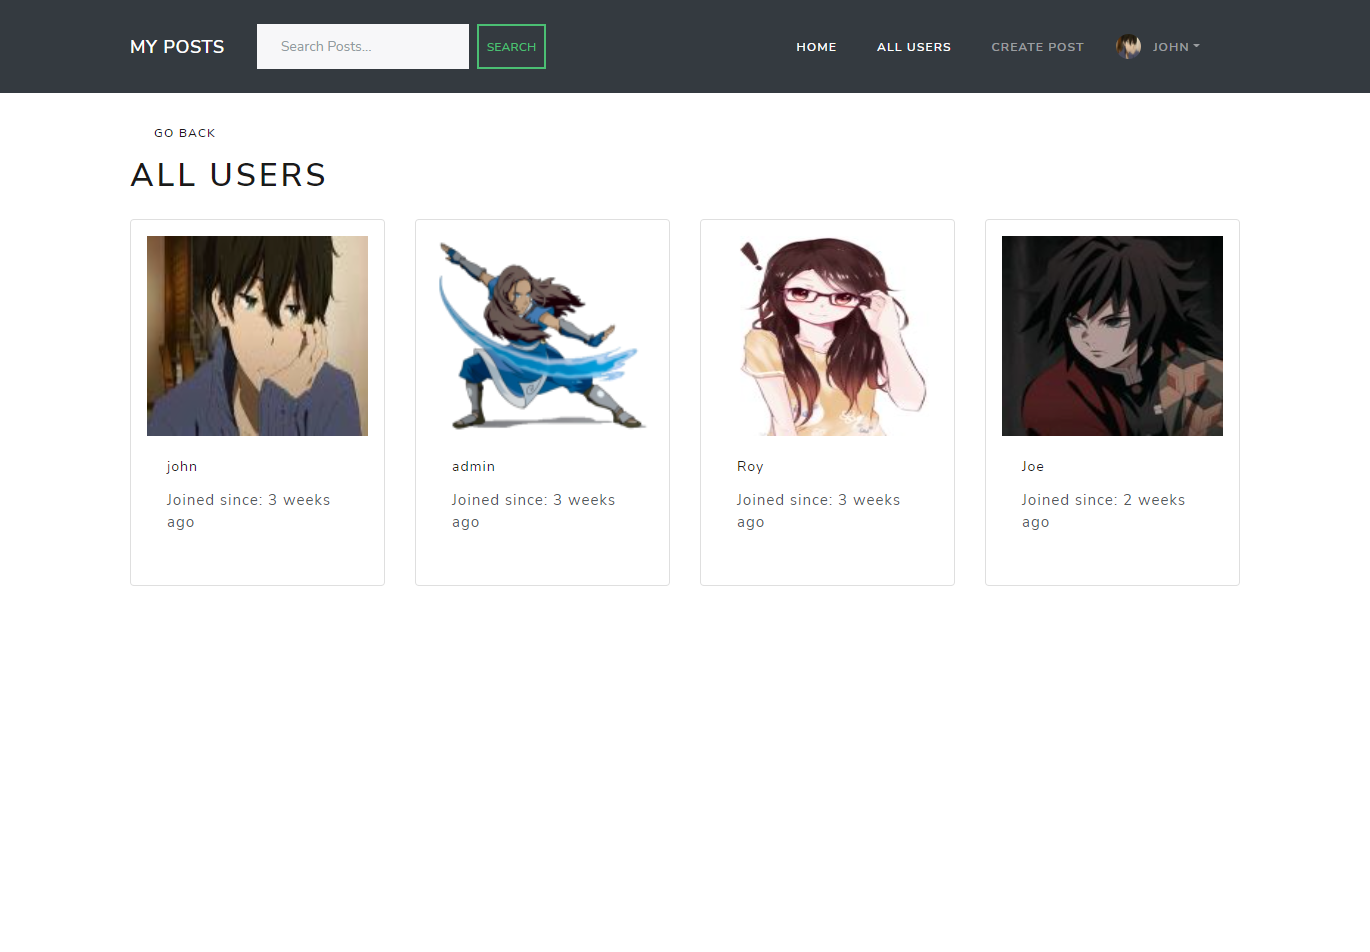 MY POSTS
Search Posts...
SEARCH
HOME
ALL USERS
CREATE POST
JOHN
GO BACK
ALL USERS
john
Joined since: 3 weeks
ago
admin
Joined since: 3 weeks
ago
Roy
Joined since: 3 weeks
ago
Joe
Joined since: 2 weeks
ago